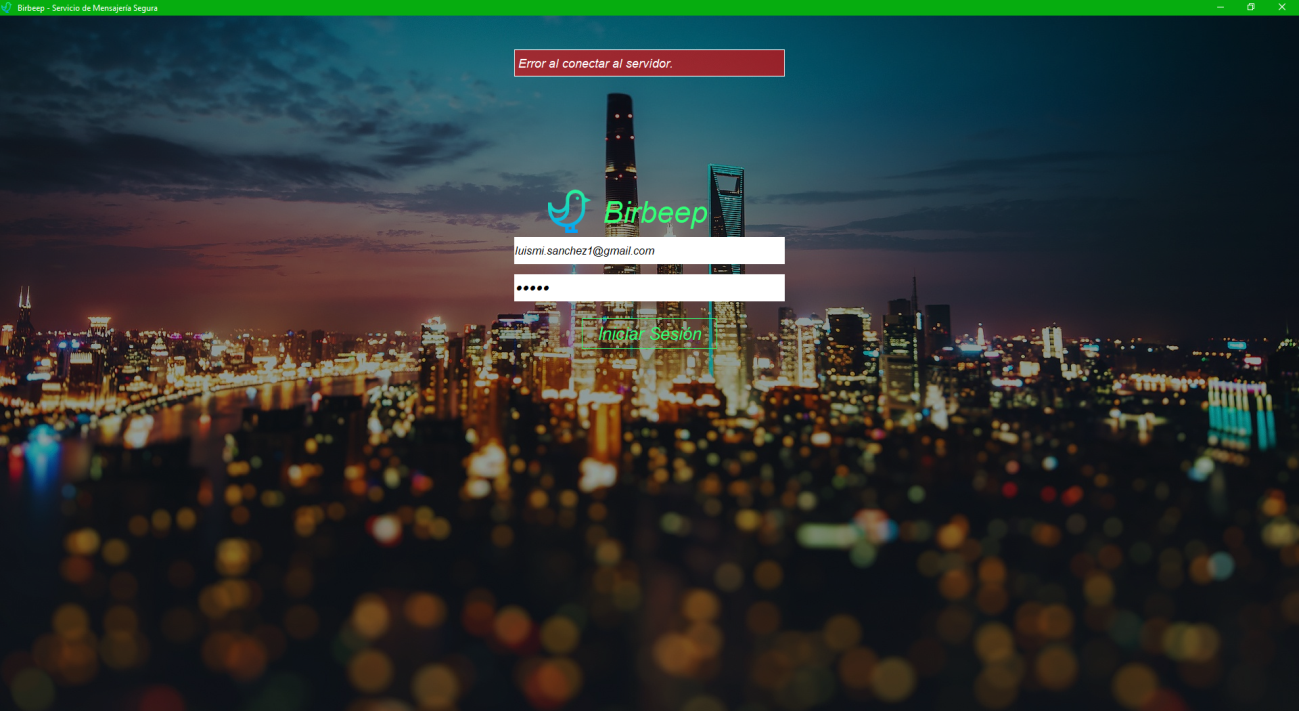 Birbeep - Servicio de Mensajería Segura
Error al conectar al servidor.
Birbeep
luismi.sanchez1@gmail.com
•••••
Iniciar Sesión